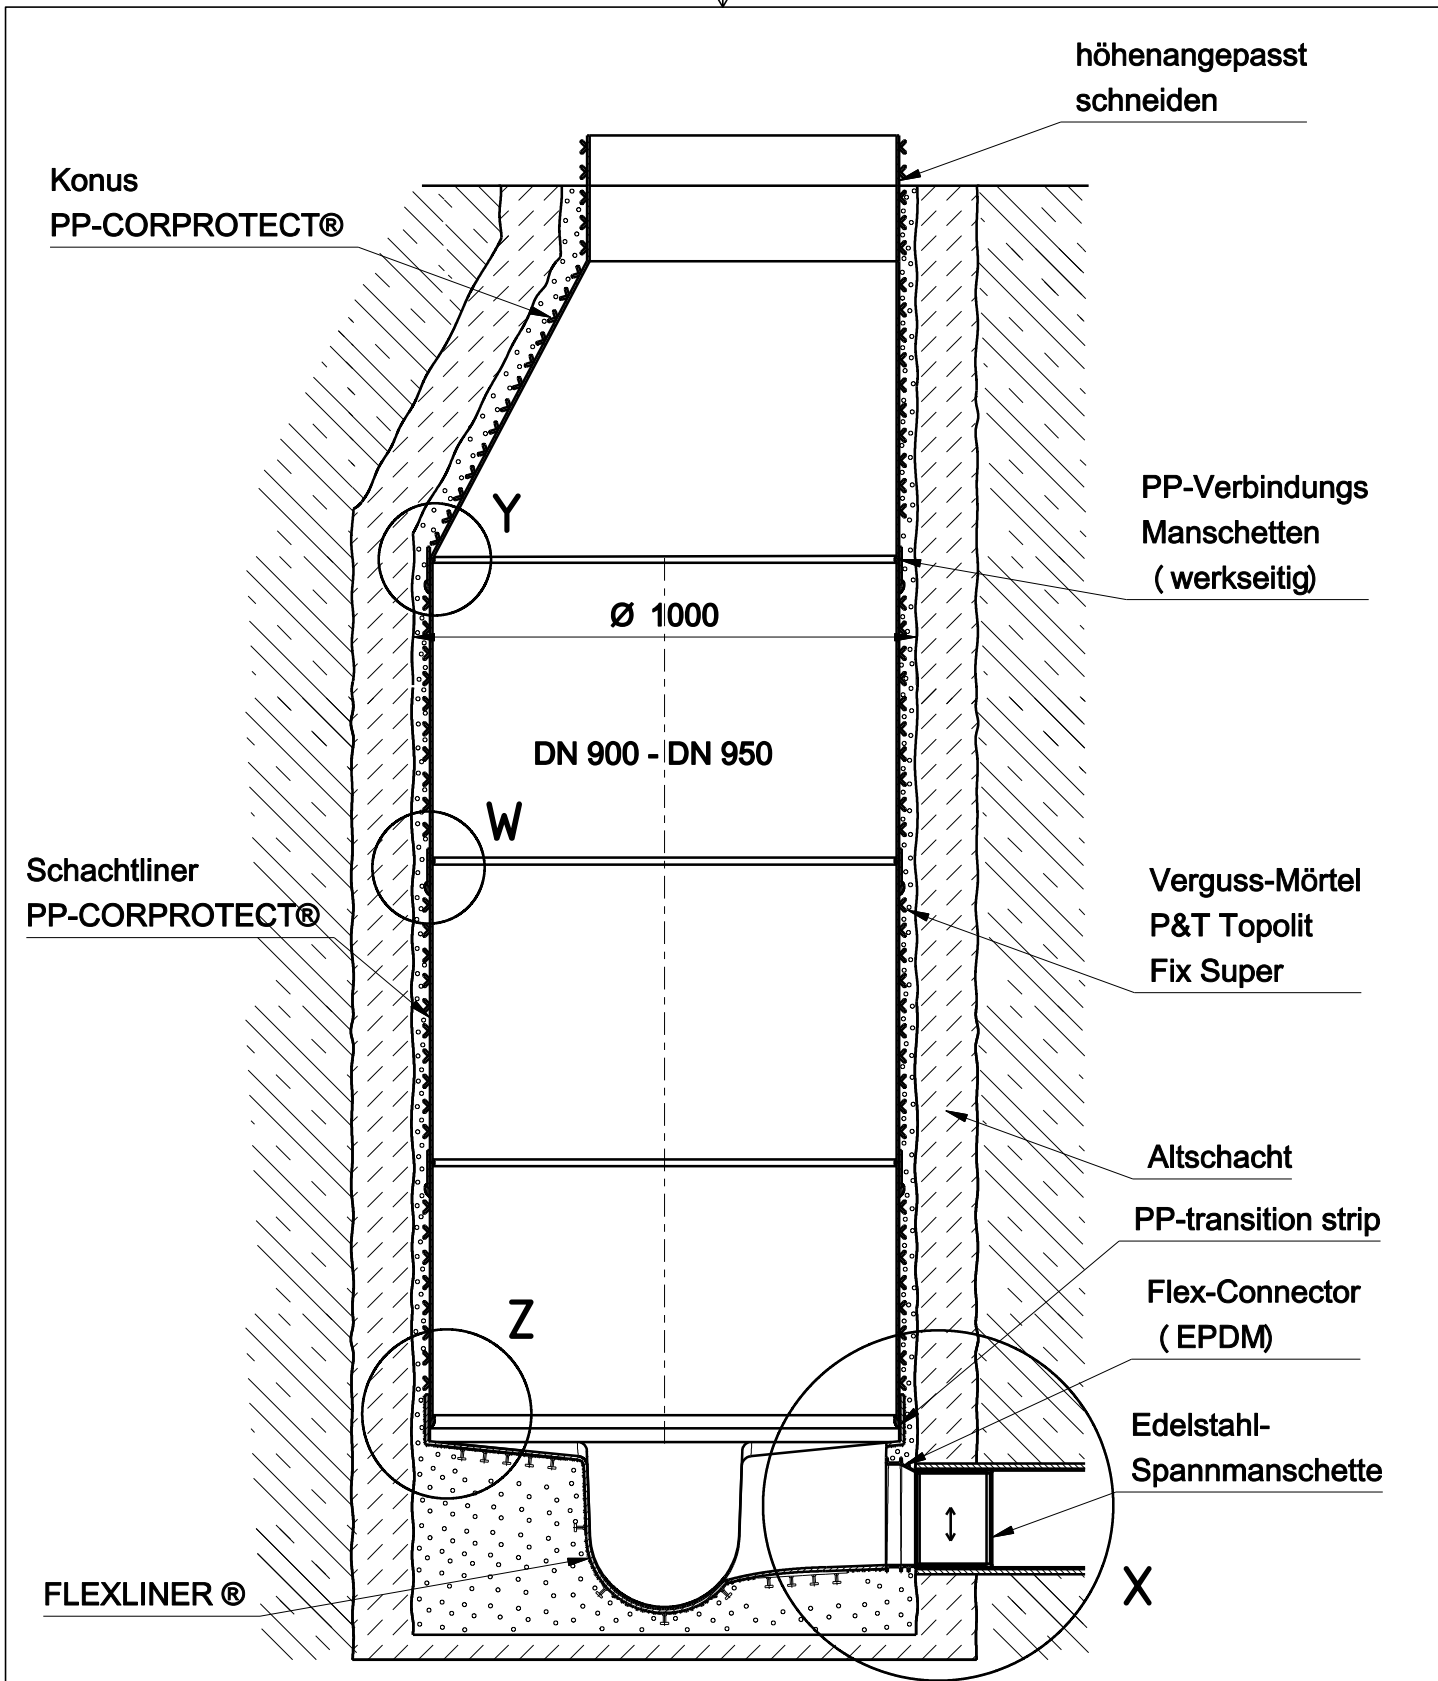 höhenangepasst
schneiden
Konus
PP-CORPROTECT®
Y
PP-Verbindungs
Manschetten
( werkseitig)
Ø 1000
DN 900 - DN 950
W
Schachtliner
PP-CORPROTECT®
Verguss-Mörtel
P&T Topolit
Fix Super
Altschacht
PP-transition strip
Flex-Connector
( EPDM)
Z
Edelstahl-
Spannmanschette
FLEXLINER ®
X